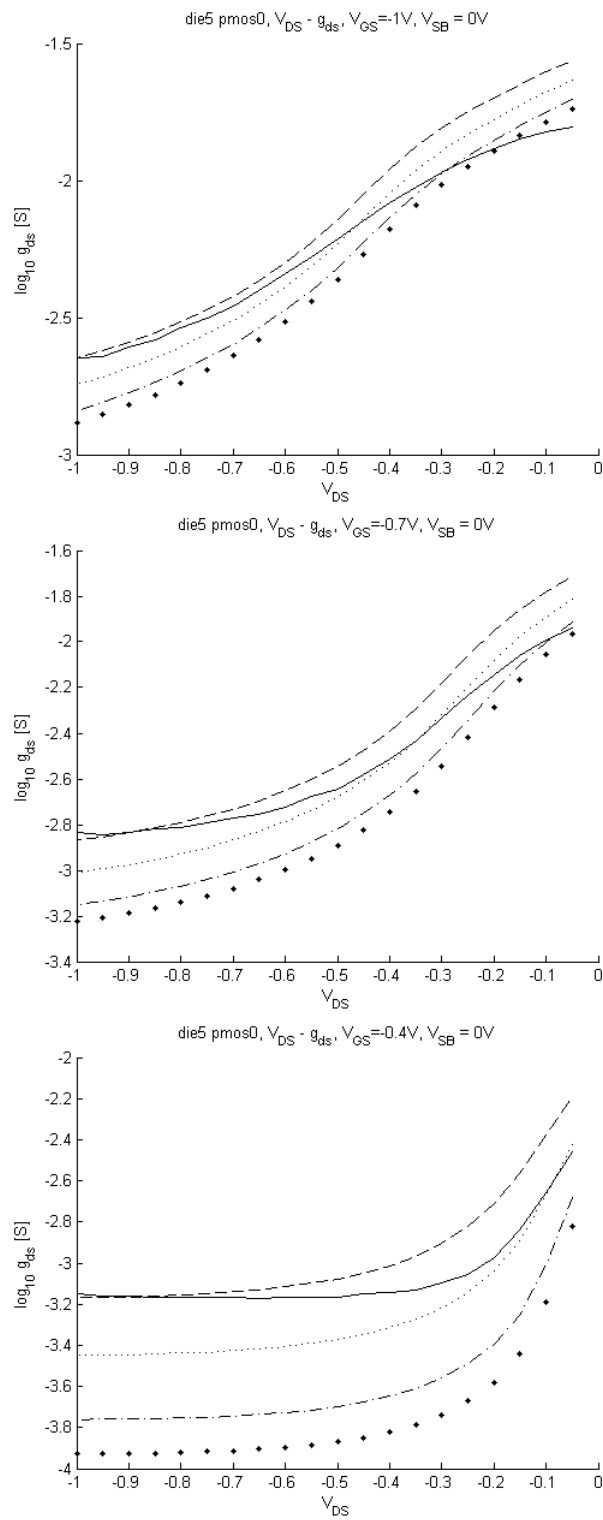 die5 pmos0, V_DS - g_ds, V_GS=-1V, V_SB = 0V
-1.5
-2
-2.5
-3
log_10 g_ds [S]
-1 -0.9 -0.8 -0.7 -0.6 -0.5 -0.4 -0.3 -0.2 -0.1 0
V_DS
die5 pmos0, V_DS - g_ds, V_GS=-0.7V, V_SB = 0V
-1.6
-1.8
-2
-2.2
-2.4
-2.6
-2.8
-3
-3.2
-3.4
log_10 g_ds [S]
-1 -0.9 -0.8 -0.7 -0.6 -0.5 -0.4 -0.3 -0.2 -0.1 0
V_DS
die5 pmos0, V_DS - g_ds, V_GS=-0.4V, V_SB = 0V
-2
-2.2
-2.4
-2.6
-2.8
-3
-3.2
-3.4
-3.6
-3.8
-4
log_10 g_ds [S]
-1 -0.9 -0.8 -0.7 -0.6 -0.5 -0.4 -0.3 -0.2 -0.1 0
V_DS